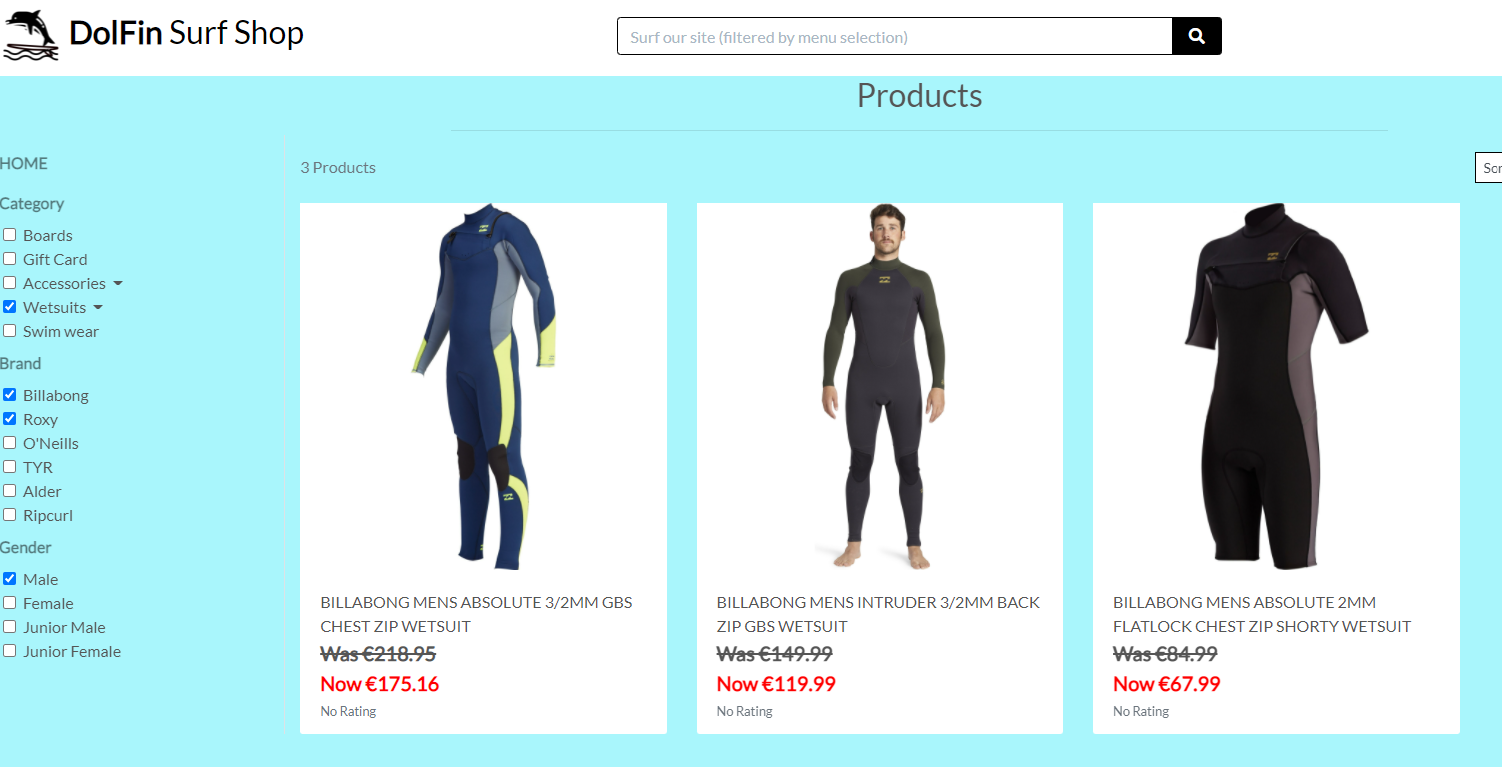 DolFin Surf Shop
Surf our site (filtered by menu selection)
Products
HOME
Category
Boards
Gift Card
Accessories
Wetsuits
Swim wear
Brand
Billabong
Roxy
O'Neills
TYR
Alder
Ripcurl
Gender
Male
Female
Junior Male
Junior Female
3 Products
BILLABONG MENS ABSOLUTE 3/2MM GBS
CHEST ZIP WETSUIT
Was €218.95
Now €175.16
No Rating
BILLABONG MENS INTRUDER 3/2MM BACK
ZIP GBS WETSUIT
Was €149.99
Now €119.99
No Rating
BILLABONG MENS ABSOLUTE 2MM
FLATLOCK CHEST ZIP SHORTY WETSUIT
Was €84.99
Now €67.99
No Rating